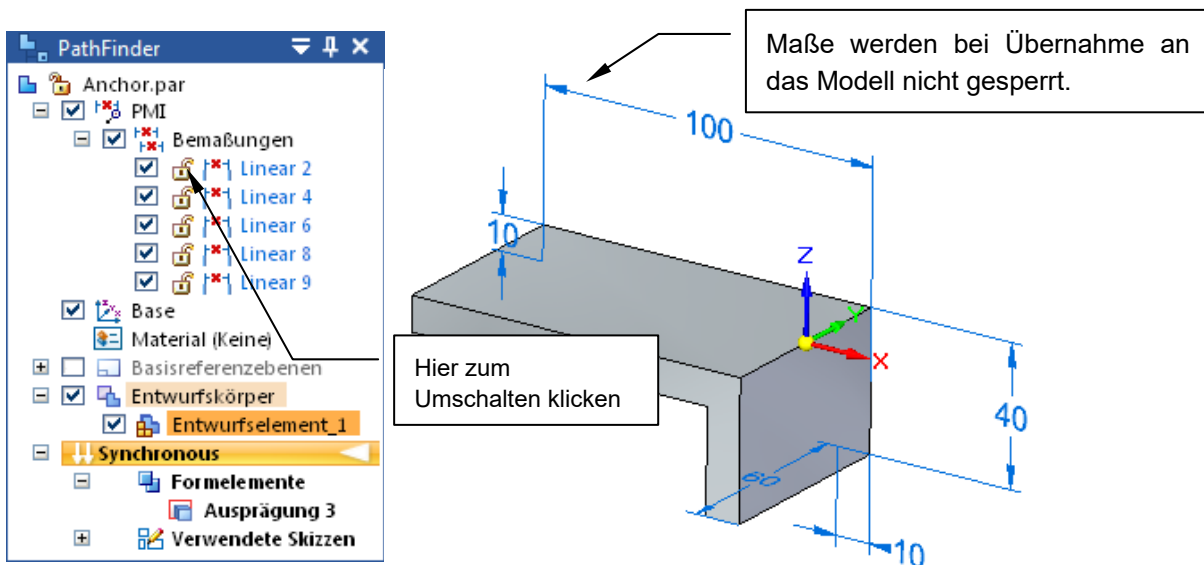 PathFinder
Anchor.par
PMI
Bemaßungen
Linear 2
Linear 4
Linear 6
Linear 8
Linear 9
Base
Material (Keine)
Basisreferenzebenen
Entwurfskörper
Entwurfselement_1
Synchronous
Formelemente
Ausprägung 3
Verwendete Skizzen
Maße werden bei Übernahme an
das Modell nicht gesperrt.
Hier zum
Umschalten klicken
100
10
Z
Y
X
40
60
10